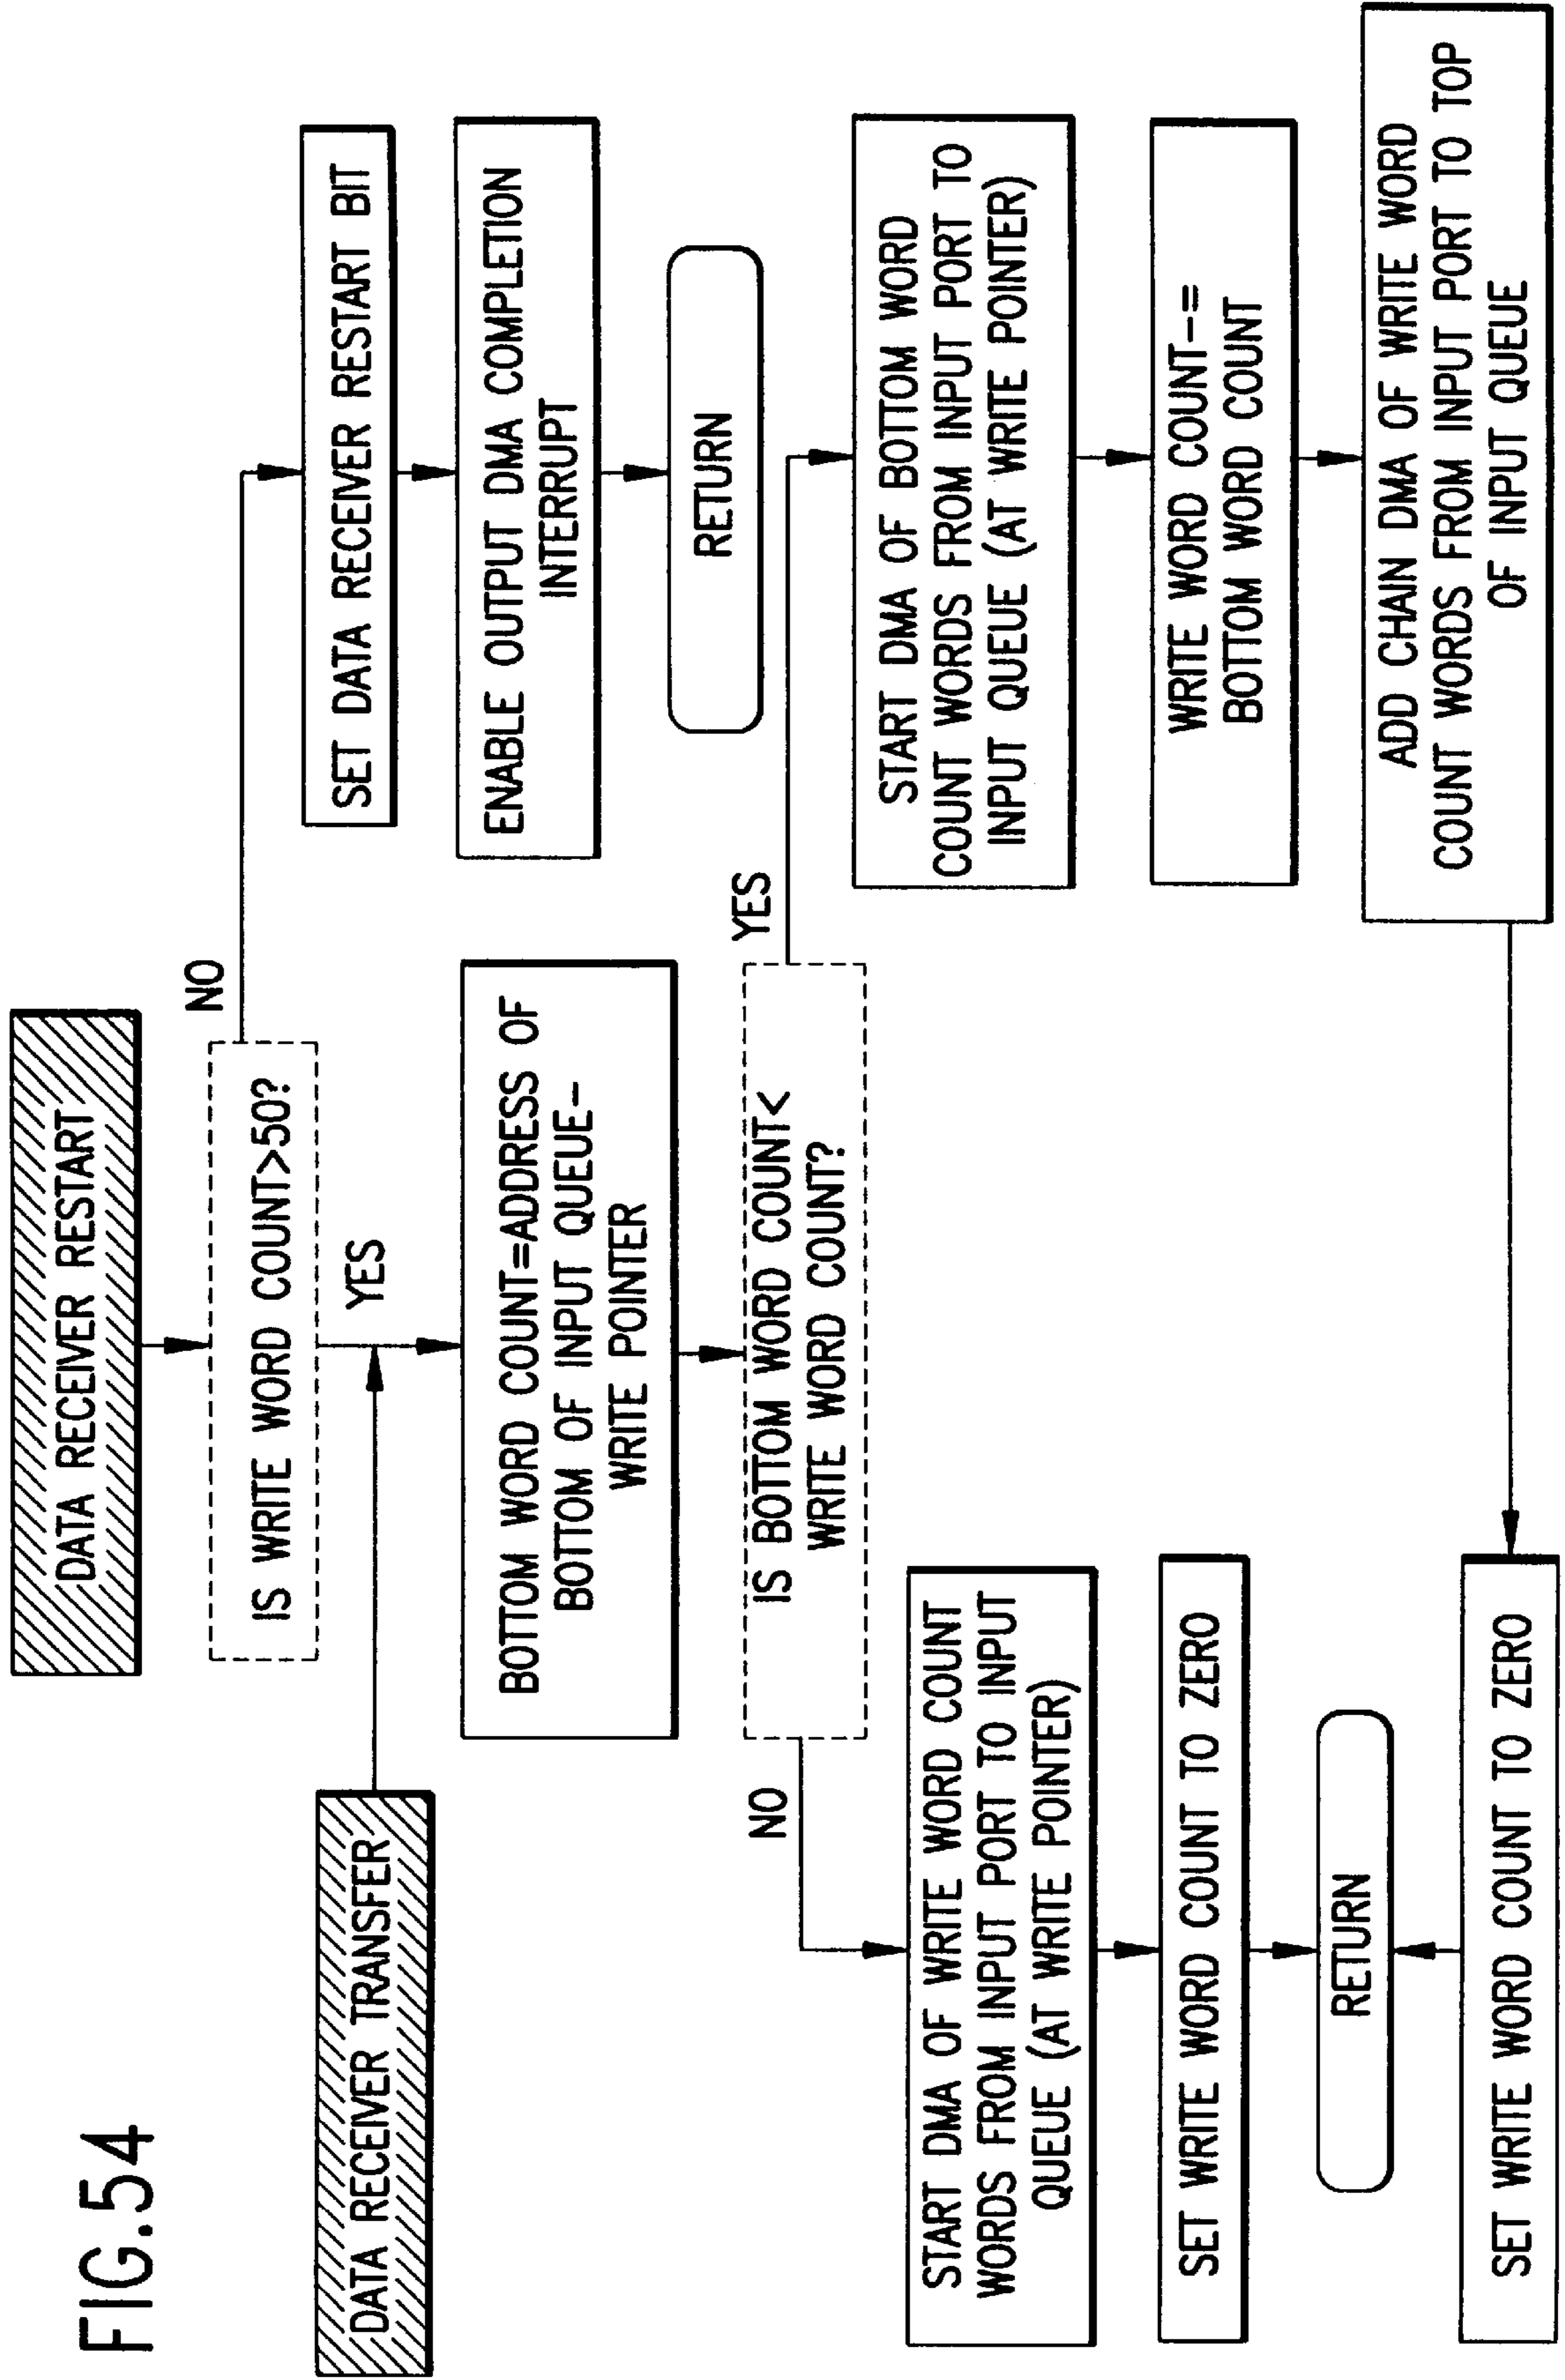 FIG.54
DATA RECEIVER RESTART
IS WRITE WORD COUNT>50?
NO
YES
SET DATA RECEIVER RESTART BIT
ENABLE OUTPUT DMA COMPLETION
INTERRUPT
RETURN
DATA RECEIVER TRANSFER
BOTTOM WORD COUNT=ADDRESS OF
BOTTOM OF INPUT QUEUE-
WRITE POINTER
IS BOTTOM WORD COUNT<
WRITE WORD COUNT?
NO
YES
START DMA OF WRITE WORD COUNT
WORDS FROM INPUT PORT TO INPUT
QUEUE (AT WRITE POINTER)
SET WRITE WORD COUNT TO ZERO
RETURN
START DMA OF BOTTOM WORD
COUNT WORDS FROM INPUT PORT TO
INPUT QUEUE (AT WRITE POINTER)
WRITE WORD COUNT-=
BOTTOM WORD COUNT
ADD CHAIN DMA OF WRITE WORD
COUNT WORDS FROM INPUT PORT TO TOP
OF INPUT QUEUE
SET WRITE WORD COUNT TO ZERO